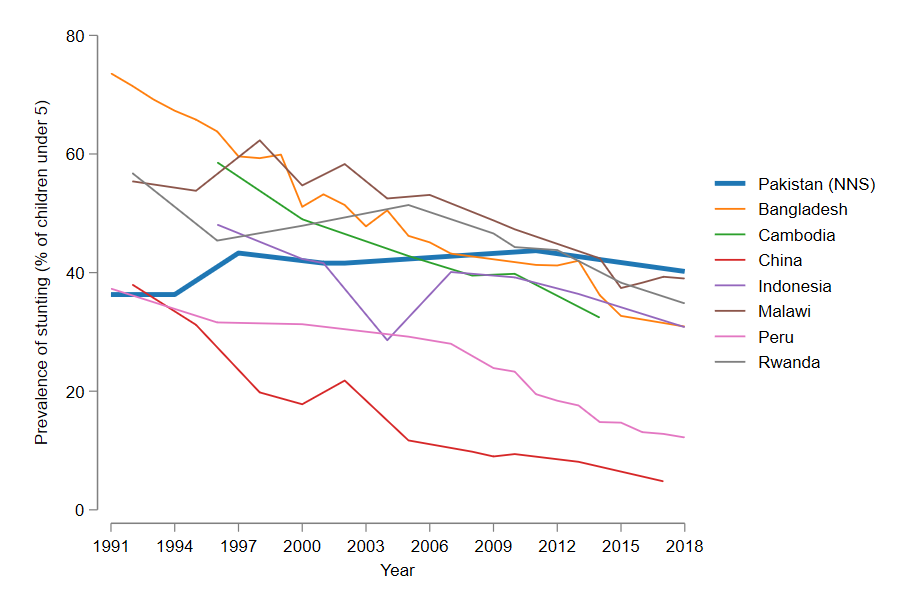 Prevalence of stunting (% of children under 5)
80
60
40
20
0
1991 1994 1997 2000 2003 2006 2009 2012 2015 2018
Year
Pakistan (NNS)
Bangladesh
Cambodia
China
Indonesia
Malawi
Peru
Rwanda